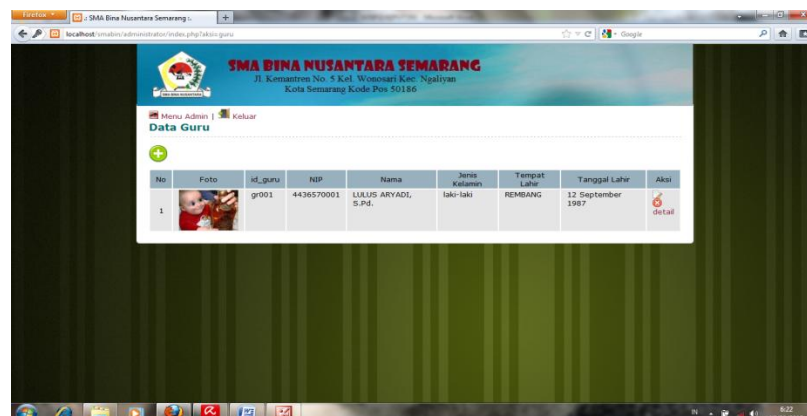 Firefox
.: SMA Bina Nusantara Semarang :.
localhost/smabin/administrator/index.php?aksi=guru
Google
SMA BINA NUSANTARA SEMARANG
Jl. Kemantren No. 5 Kel. Wonosari Kec. Ngaliyan
Kota Semarang Kode Pos 50186
Menu Admin | Keluar
Data Guru
No Foto id_guru NIP Nama Jenis Kelamin Tempat Lahir Tanggal Lahir Aksi
1 gr001 4436570001 LULUS ARYADI, S.Pd. laki-laki REMBANG 12 September 1987 detail
IN 6:22